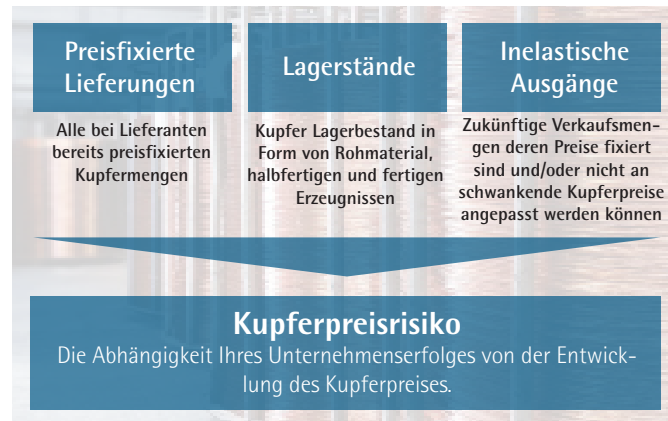 Preisfixierte
Lieferungen
Alle bei Lieferanten
bereits preisfixierten
Kupfermengen
Lagerstände
Kupfer Lagerbestand in
Form von Rohmaterial,
halbfertigen und fertigen
Erzeugnissen
Inelastische
Ausgänge
Zukünftige Verkaufsmen-
gen deren Preise fixiert
sind und/oder nicht an
schwankende Kupferpreise
angepasst werden können
Kupferpreisrisiko
Die Abhängigkeit Ihres Unternehmenserfolges von der Entwick-
lung des Kupferpreises.